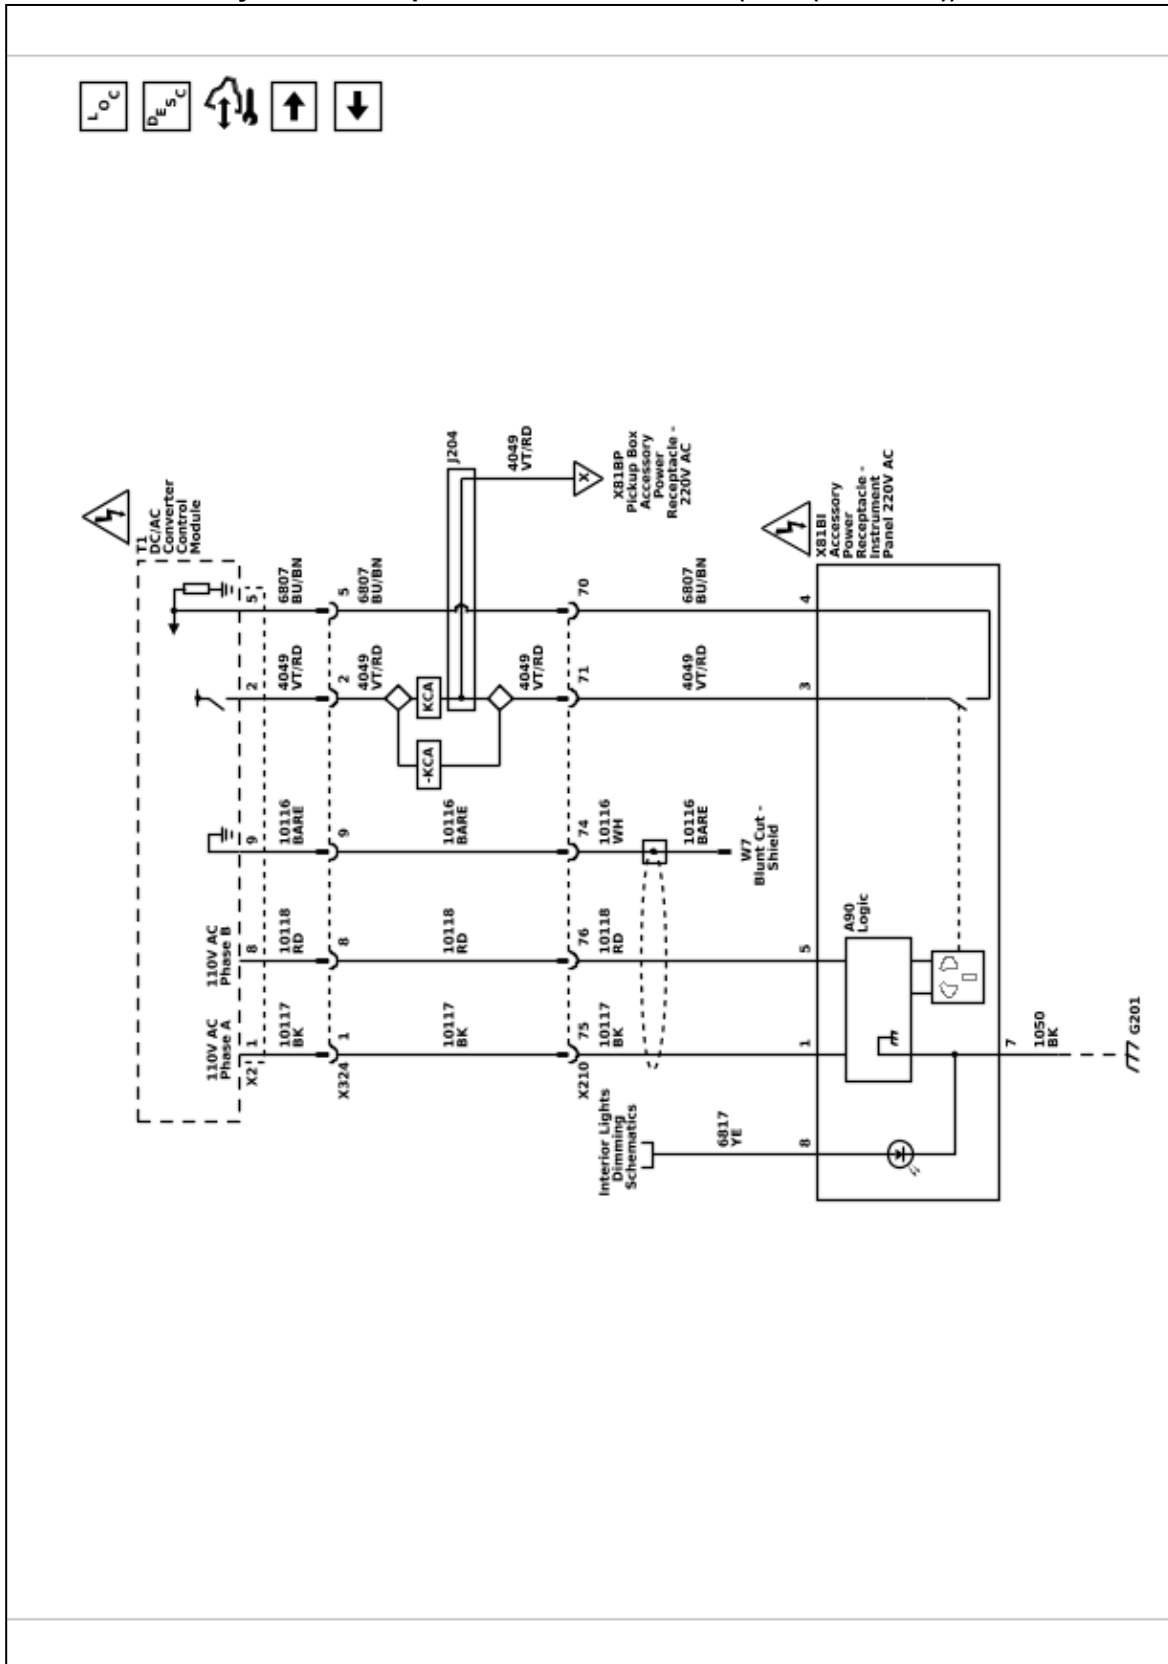 LOC
DESC
T1
DC/AC
Converter
Control
Module
110V AC
Phase A
110V AC
Phase B
X2
1
8
9
2
5
10117
BK
10118
RD
10116
BARE
4049
VT/RD
6807
BU/BN
X324
1
8
9
2
5
10117
BK
10118
RD
10116
BARE
4049
VT/RD
6807
BU/BN
-KCA
KCA
J204
4049
VT/RD
X
X81BP
Pickup Box
Accessory
Power
Receptacle -
220V AC
4049
VT/RD
X210
75
76
74
71
70
Interior Lights
Dimming
Schematics
10117
BK
10118
RD
10116
WH
10116
BARE
W7
Blunt Cut -
Shield
6817
YE
4049
VT/RD
6807
BU/BN
8
1
5
3
4
X81BI
Accessory
Power
Receptacle -
Instrument
Panel 220V AC
A90
Logic
7
1050
BK
G201